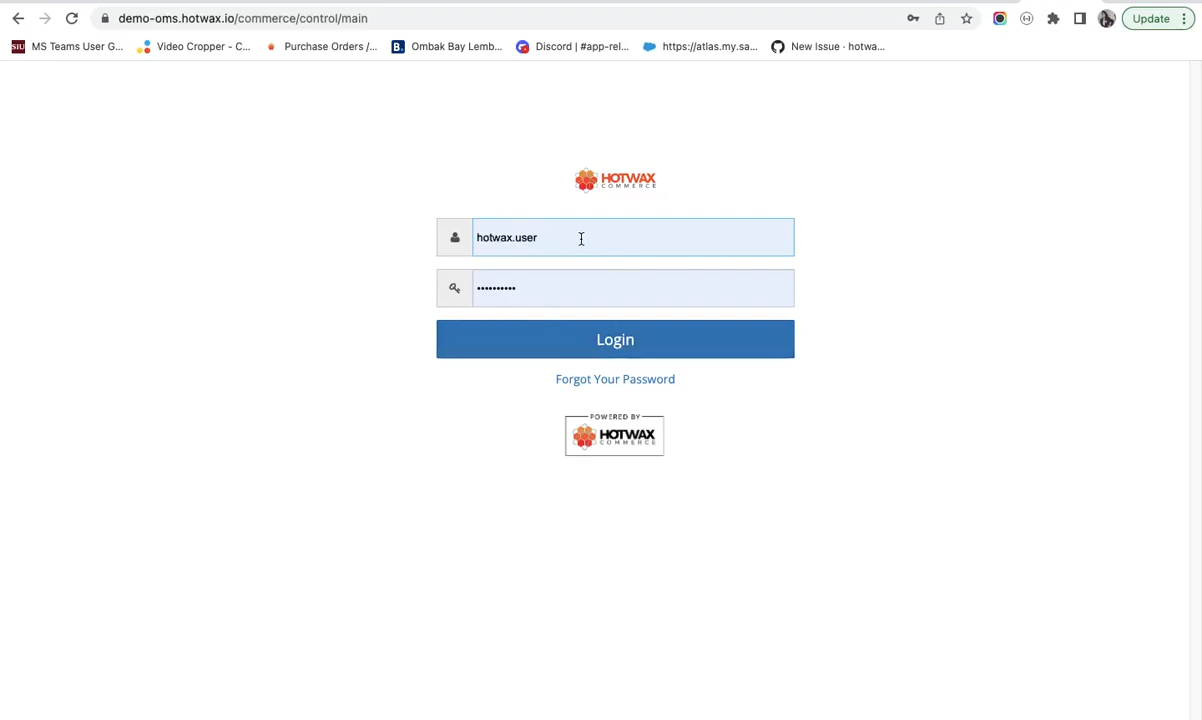 demo-oms.hotwax.io/commerce/control/main
Update
MS Teams User G...
Video Cropper - C...
Purchase Orders /...
Ombak Bay Lemb...
Discord | #app-rel...
https://atlas.my.sa...
New Issue · hotwa...
HOTWAX
COMMERCE
hotwax.user
••••••••••
Login
Forgot Your Password
POWERED BY
HOTWAX
COMMERCE